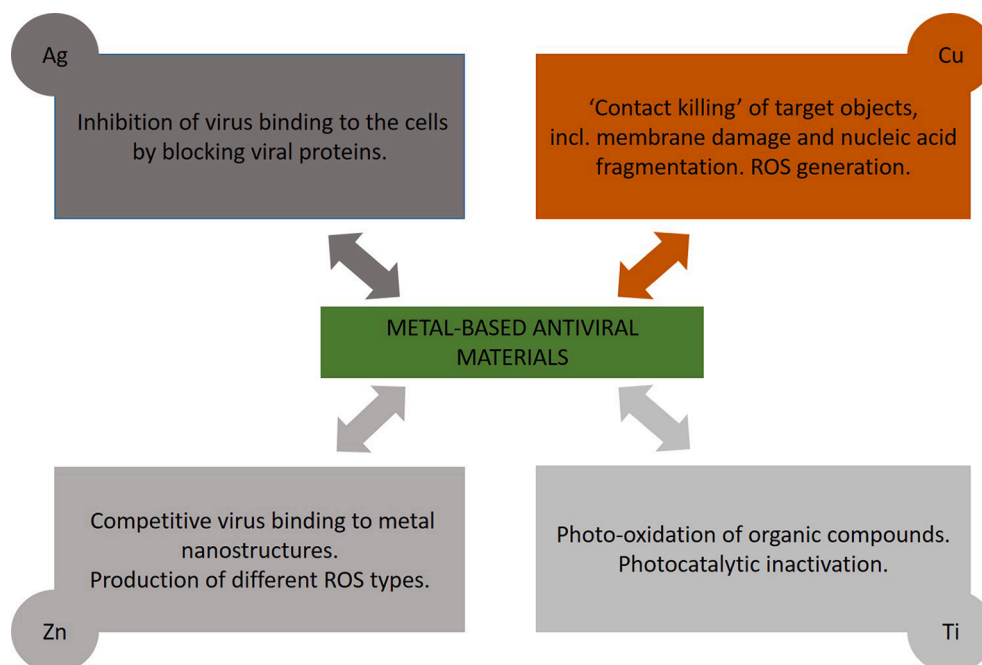 Ag
Inhibition of virus binding to the cells
by blocking viral proteins.
Cu
‘Contact killing’ of target objects,
incl. membrane damage and nucleic acid
fragmentation. ROS generation.
METAL-BASED ANTIVIRAL
MATERIALS
Competitive virus binding to metal
nanostructures.
Production of different ROS types.
Zn
Photo-oxidation of organic compounds.
Photocatalytic inactivation.
Ti